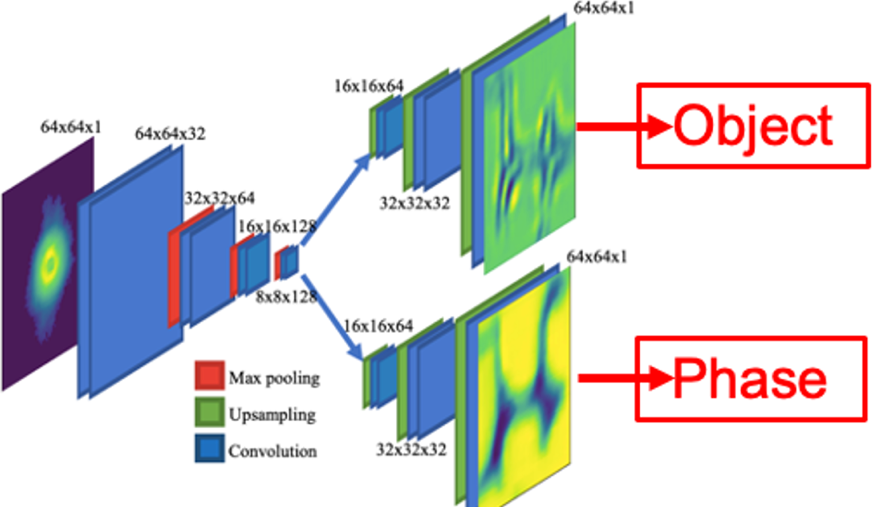 64x64x1
64x64x32
32x32x64
16x16x128
8x8x128
16x16x64
32x32x32
64x64x1
Object
16x16x64
32x32x32
64x64x1
Phase
Max pooling
Upsampling
Convolution